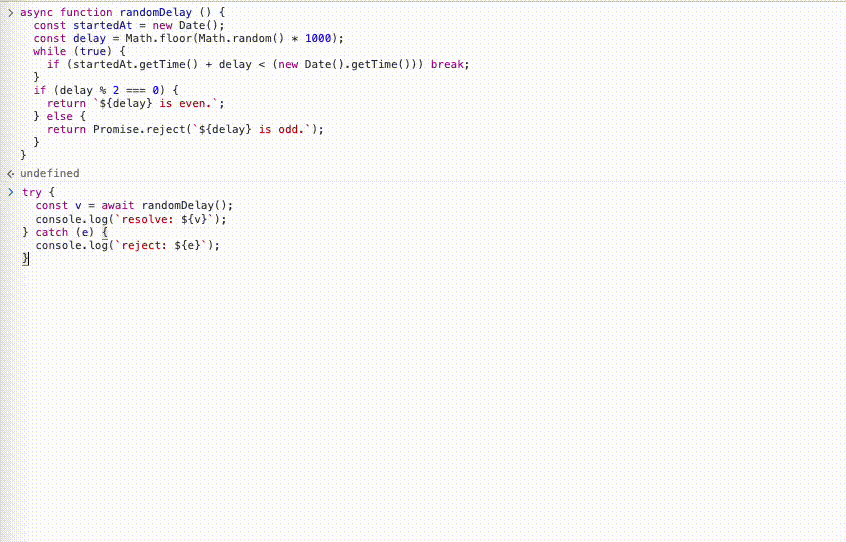 > async function randomDelay () {
const startedAt = new Date();
const delay = Math.floor(Math.random() * 1000);
while (true) {
if (startedAt.getTime() + delay < (new Date().getTime())) break;
}
if (delay % 2 === 0) {
return `${delay} is even.`;
} else {
return Promise.reject(`${delay} is odd.`);
}
}
undefined
> try {
const v = await randomDelay();
console.log(`resolve: ${v}`);
} catch (e) {
console.log(`reject: ${e}`);
}